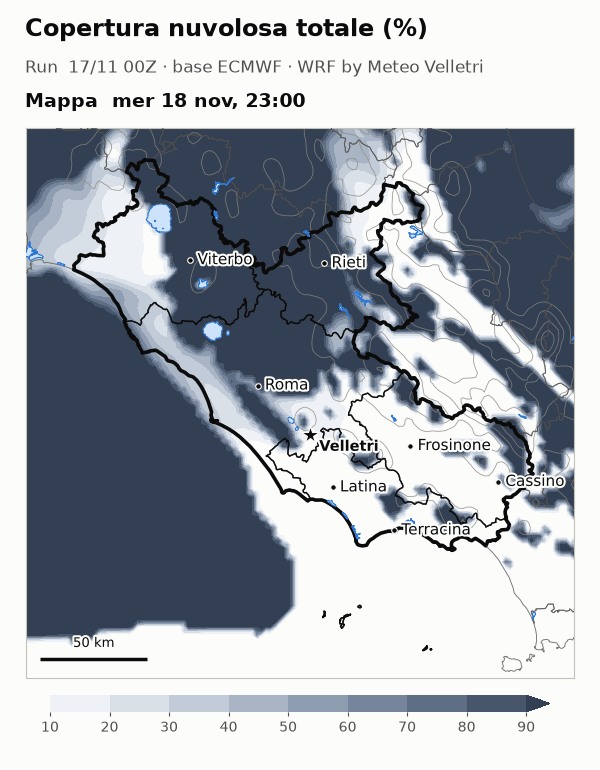 Copertura nuvolosa totale (%)
Run  17/11 00Z · base ECMWF · WRF by Meteo Velletri
Mappa  mer 18 nov, 23:00
Viterbo
Rieti
Roma
Velletri
Frosinone
Latina
Cassino
Terracina
50 km
10 20 30 40 50 60 70 80 90